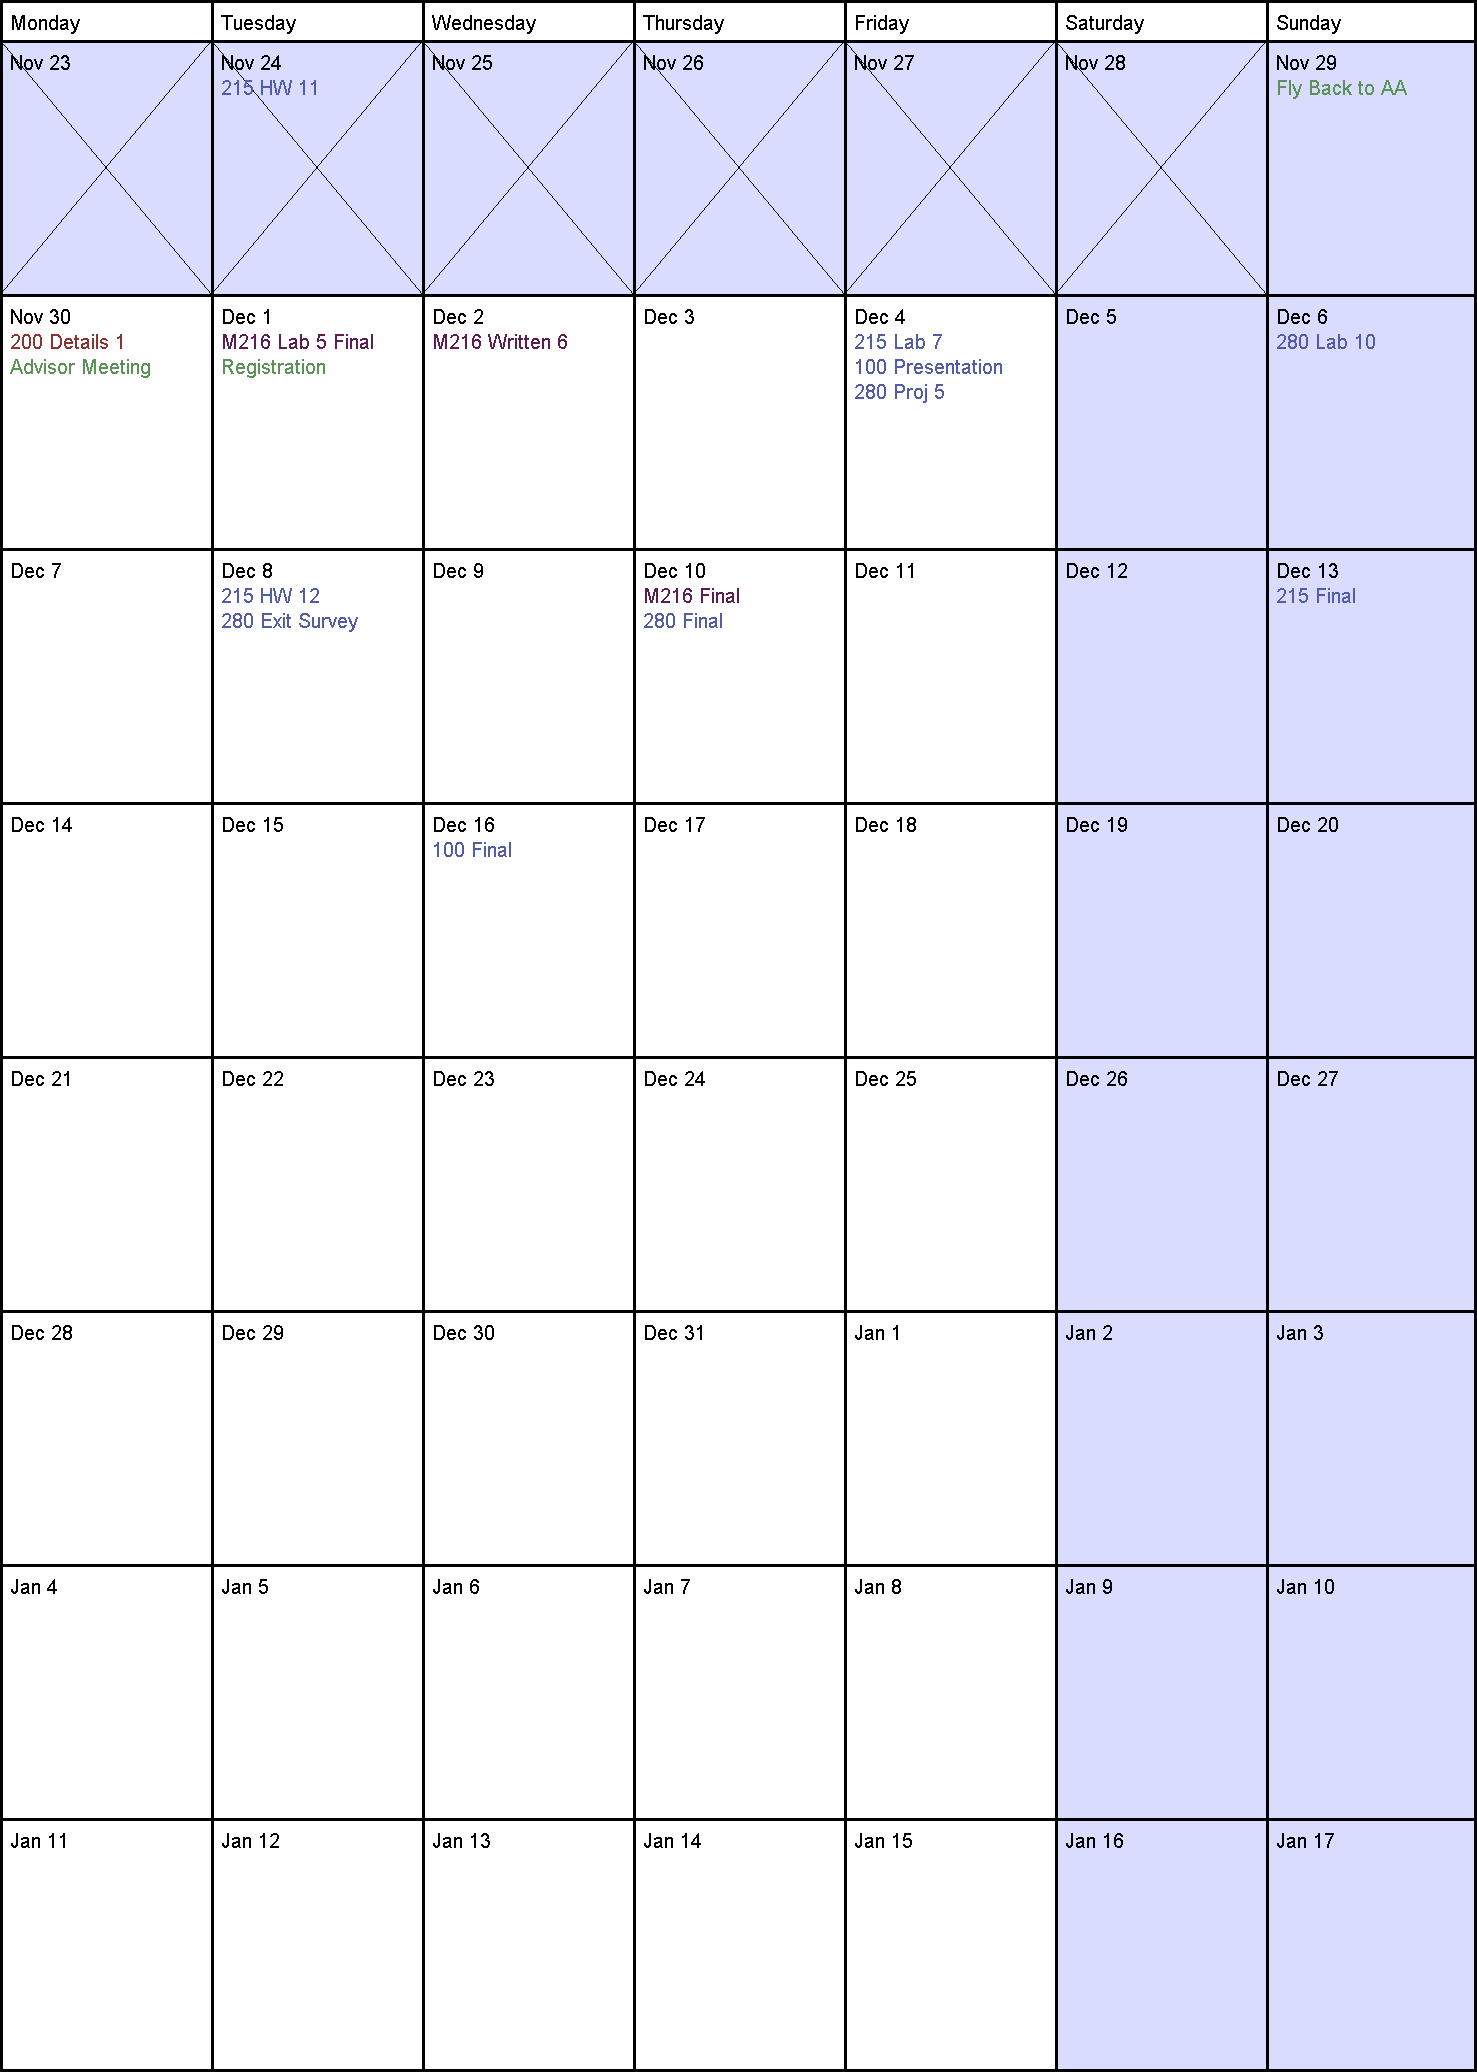 Monday
Tuesday
Wednesday
Thursday
Friday
Saturday
Sunday
Nov 23
Nov 24
215 HW 11
Nov 25
Nov 26
Nov 27
Nov 28
Nov 29
Fly Back to AA
Nov 30
200 Details 1
Advisor Meeting
Dec 1
M216 Lab 5 Final
Registration
Dec 2
M216 Written 6
Dec 3
Dec 4
215 Lab 7
100 Presentation
280 Proj 5
Dec 5
Dec 6
280 Lab 10
Dec 7
Dec 8
215 HW 12
280 Exit Survey
Dec 9
Dec 10
M216 Final
280 Final
Dec 11
Dec 12
Dec 13
215 Final
Dec 14
Dec 15
Dec 16
100 Final
Dec 17
Dec 18
Dec 19
Dec 20
Dec 21
Dec 22
Dec 23
Dec 24
Dec 25
Dec 26
Dec 27
Dec 28
Dec 29
Dec 30
Dec 31
Jan 1
Jan 2
Jan 3
Jan 4
Jan 5
Jan 6
Jan 7
Jan 8
Jan 9
Jan 10
Jan 11
Jan 12
Jan 13
Jan 14
Jan 15
Jan 16
Jan 17